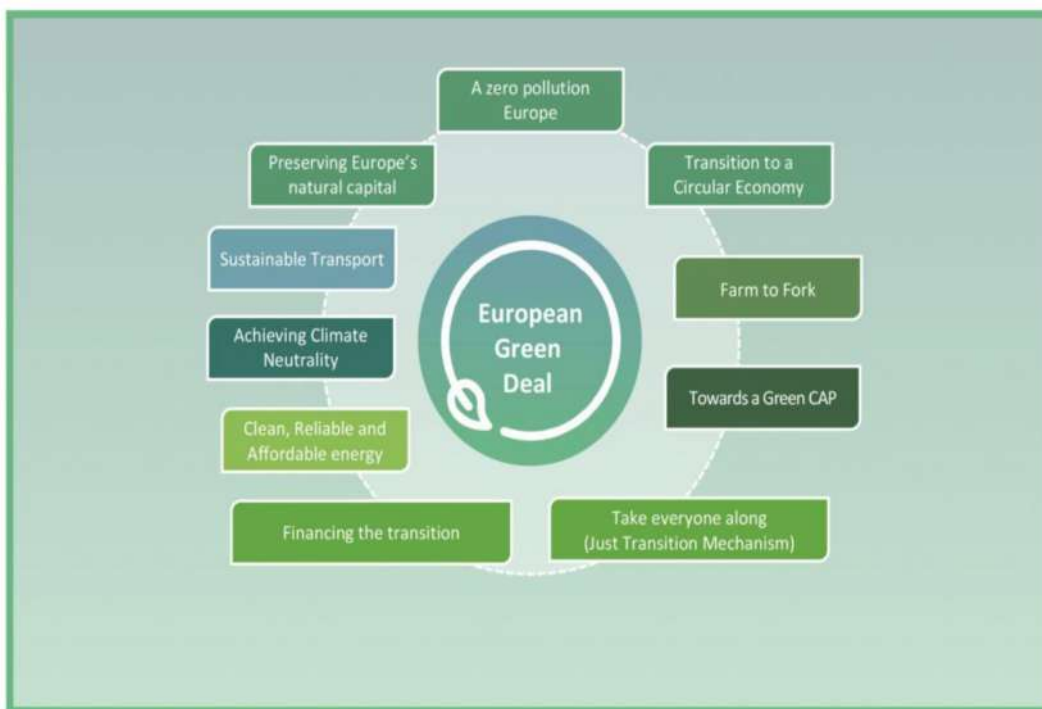 A zero pollution
Europe
Preserving Europe's
natural capital
Transition to a
Circular Economy
Sustainable Transport
Farm to Fork
European
Green
Deal
Achieving Climate
Neutrality
Towards a Green CAP
Clean, Reliable and
Affordable energy
Financing the transition
Take everyone along
(Just Transition Mechanism)